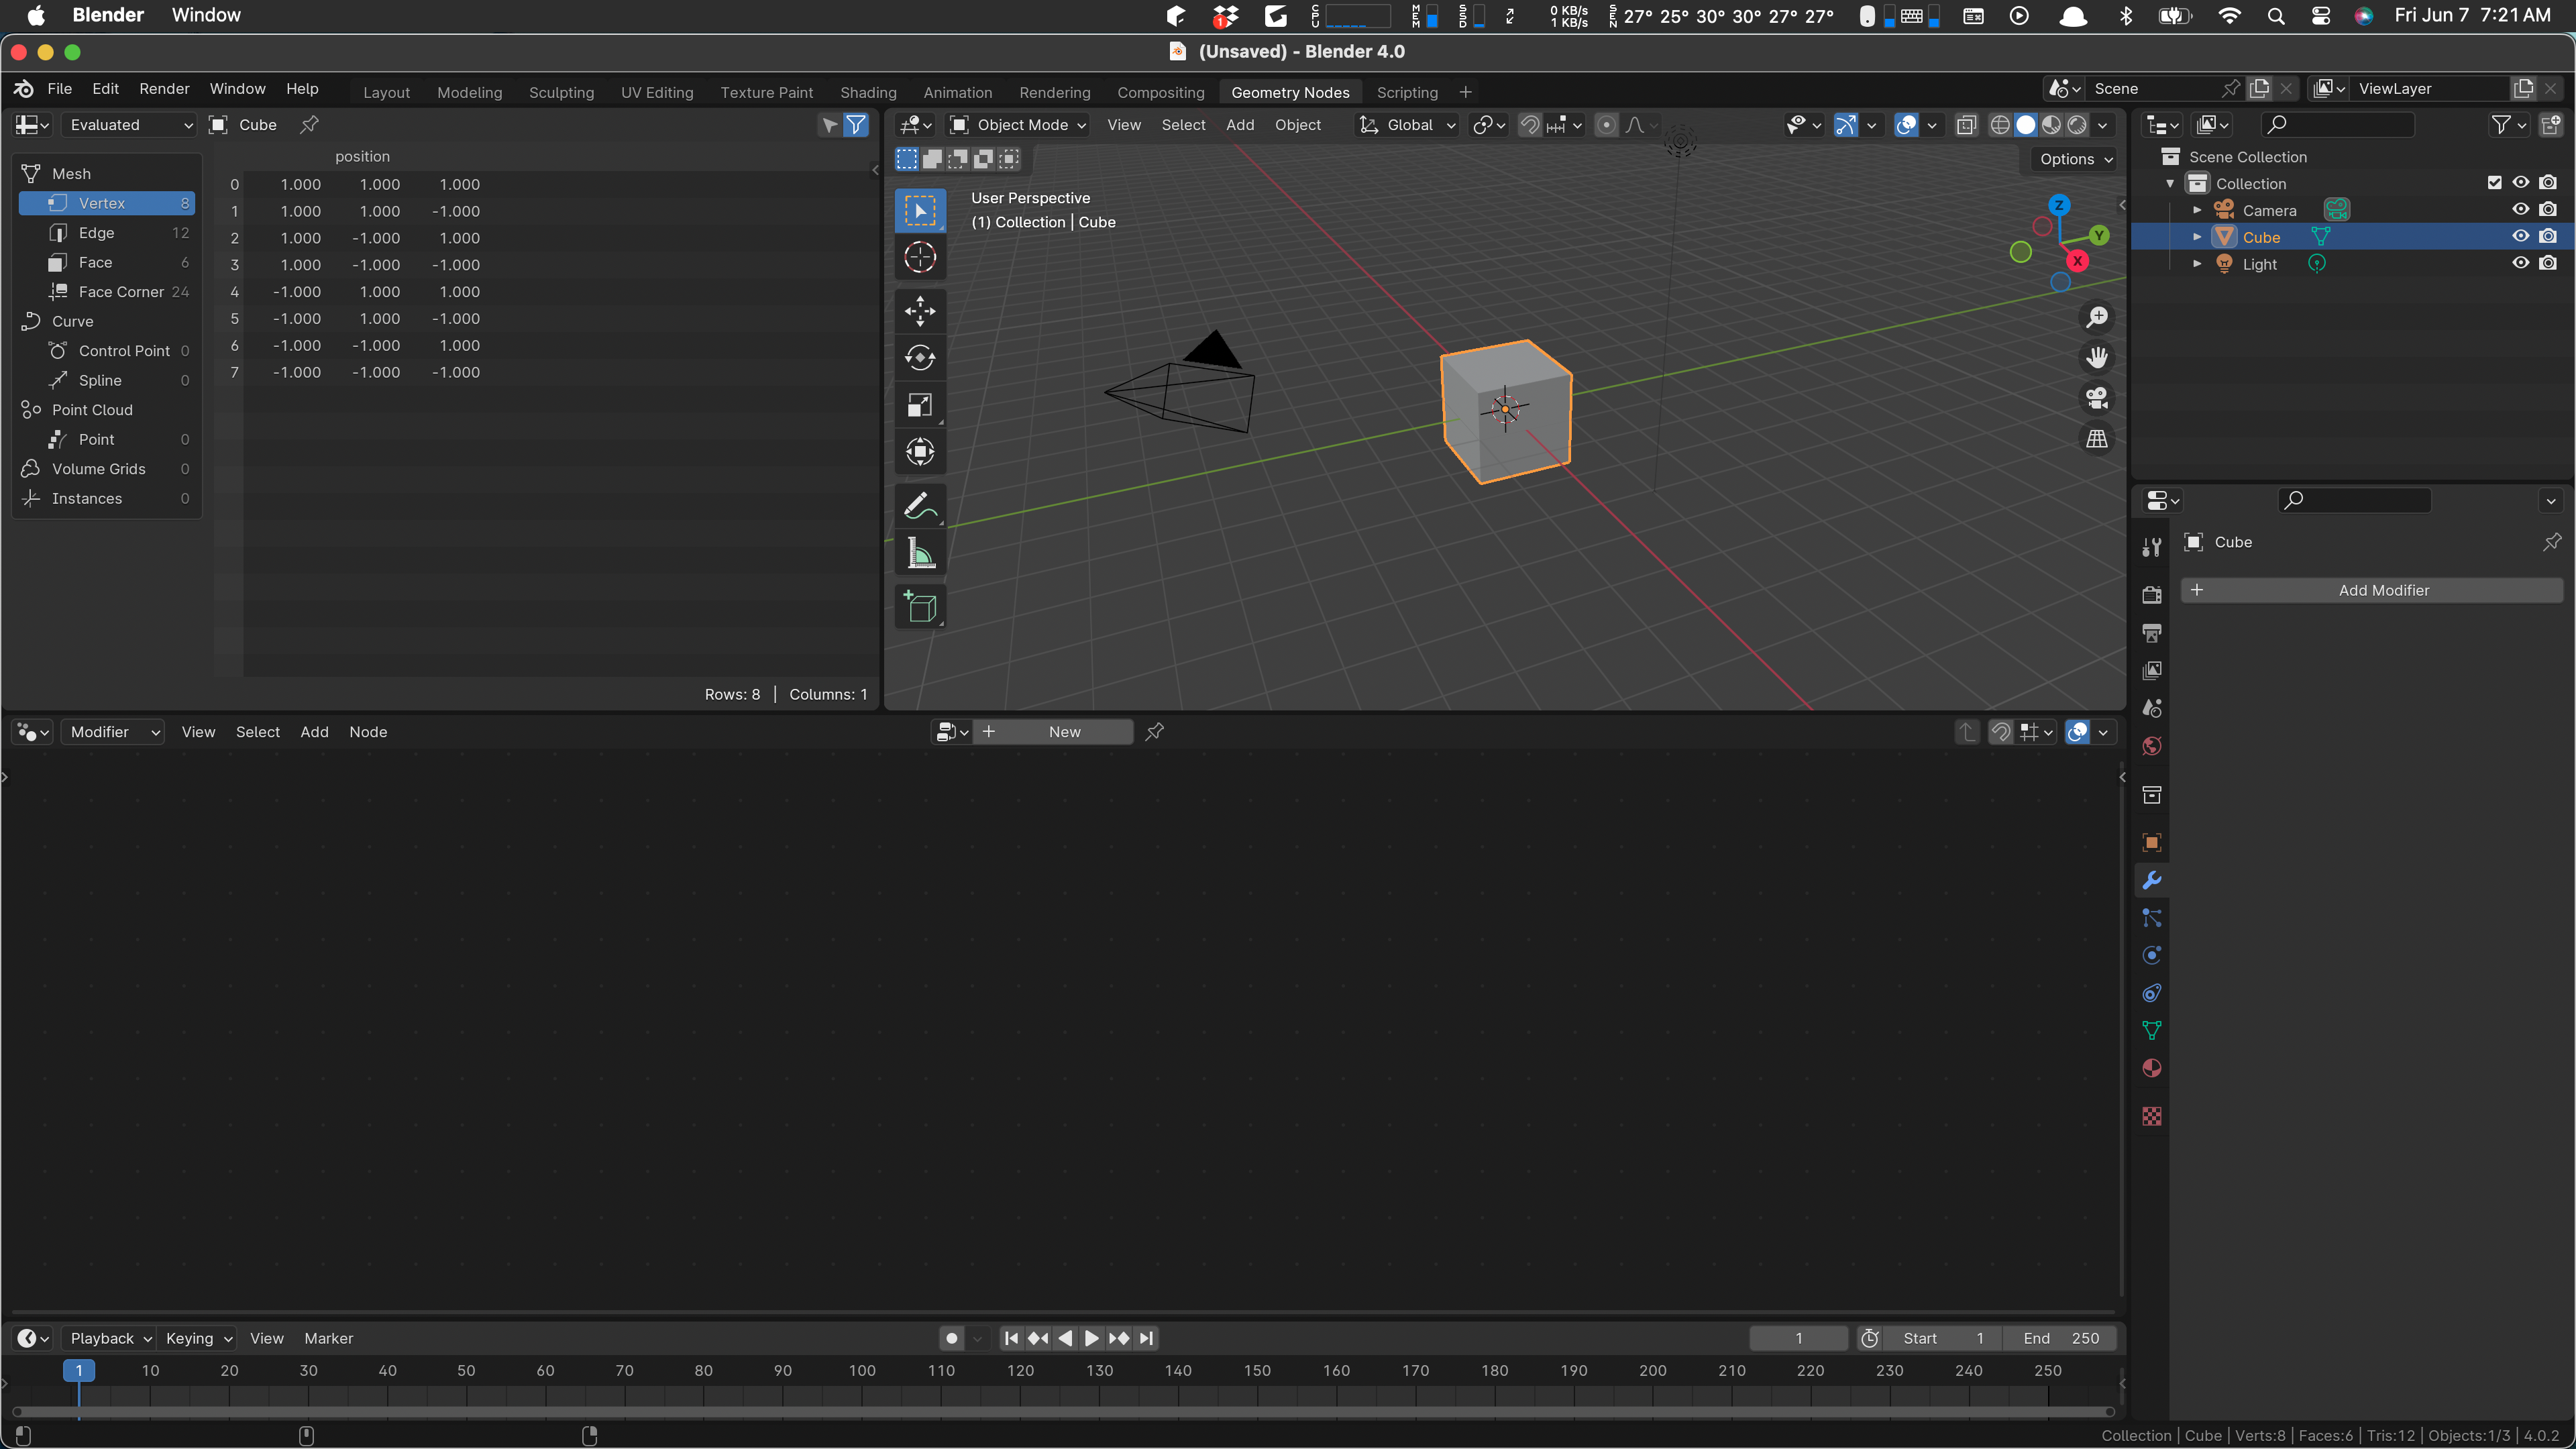 Blender Window CPU MEM SSD 0 KB/s 1 KB/s SEN 27° 25° 30° 30° 27° 27° Fri Jun 7 7:21 AM
1
(Unsaved) - Blender 4.0
File Edit Render Window Help Layout Modeling Sculpting UV Editing Texture Paint Shading Animation Rendering Compositing Geometry Nodes Scripting + Scene ViewLayer
Evaluated Cube
position
Mesh
Vertex 8
Edge 12
Face 6
Face Corner 24
Curve
Control Point 0
Spline 0
Point Cloud
Point 0
Volume Grids 0
Instances 0
0 1.000 1.000 1.000
1 1.000 1.000 -1.000
2 1.000 -1.000 1.000
3 1.000 -1.000 -1.000
4 -1.000 1.000 1.000
5 -1.000 1.000 -1.000
6 -1.000 -1.000 1.000
7 -1.000 -1.000 -1.000
Rows: 8 | Columns: 1
Object Mode View Select Add Object Global
Options
User Perspective
(1) Collection | Cube
Z
Y
X
Scene Collection
Collection
Camera
Cube
Light
Cube
+ Add Modifier
Modifier View Select Add Node + New
Playback Keying View Marker 1 Start 1 End 250
1 10 20 30 40 50 60 70 80 90 100 110 120 130 140 150 160 170 180 190 200 210 220 230 240 250
Collection | Cube | Verts:8 | Faces:6 | Tris:12 | Objects:1/3 | 4.0.2